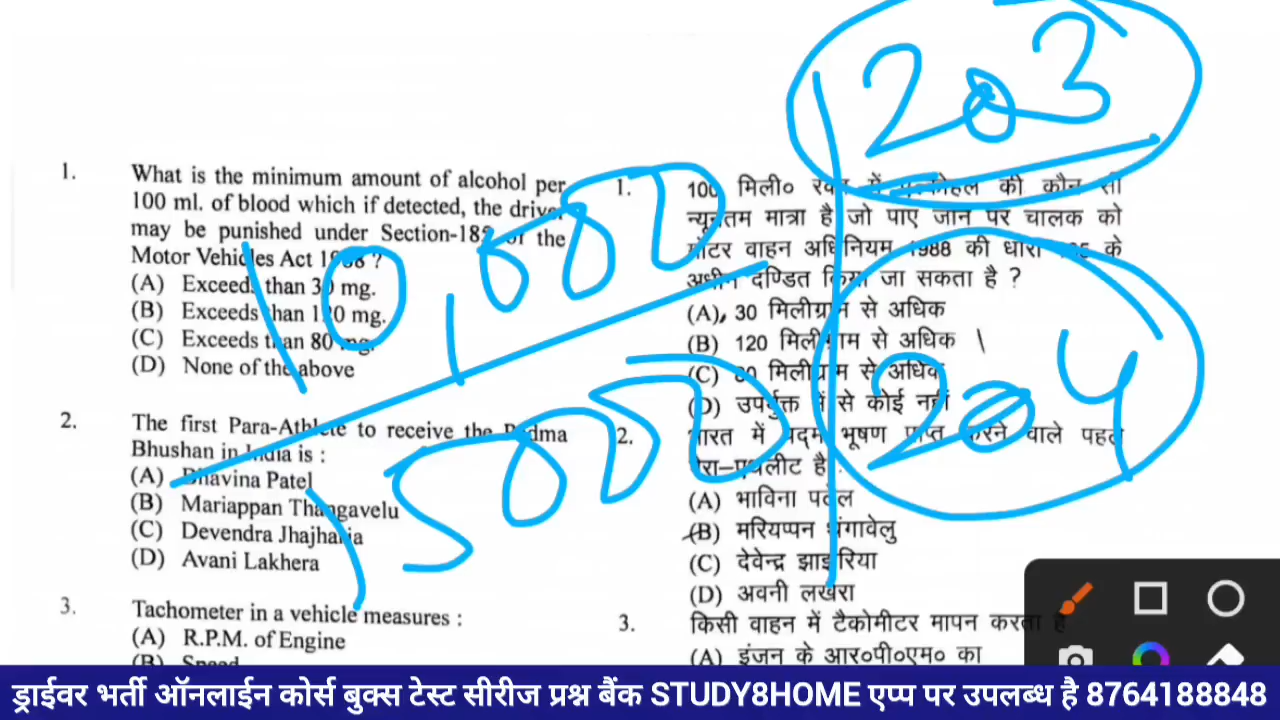 1. What is the minimum amount of alcohol per
100 ml. of blood which if detected, the driver
may be punished under Section-185 of the
Motor Vehicles Act 1988 ?
(A) Exceeds than 30 mg.
(B) Exceeds than 120 mg.
(C) Exceeds than 80 mg.
(D) None of the above
2. The first Para-Athlete to receive the Padma
Bhushan in India is :
(A) Bhavina Patel
(B) Mariappan Thangavelu
(C) Devendra Jhajharia
(D) Avani Lakhera
3. Tachometer in a vehicle measures :
(A) R.P.M. of Engine
(B) Speed
1. 100 मिली० रक्त में अल्कोहल की कौन सी
न्यूनतम मात्रा है जो पाए जाने पर चालक को
मोटर वाहन अधिनियम 1988 की धारा 185 के
अधीन दण्डित किया जा सकता है ?
(A) 30 मिलीग्राम से अधिक
(B) 120 मिलीग्राम से अधिक
(C) 80 मिलीग्राम से अधिक
(D) उपर्युक्त में से कोई नहीं
2. भारत में पद्म भूषण प्राप्त करने वाले पहले
पैरा–एथलीट है :
(A) भाविना पटेल
(B) मरियप्पन थंगावेलु
(C) देवेन्द्र झाझरिया
(D) अवनी लखेरा
3. किसी वाहन में टैकोमीटर मापन करता है
(A) इंजन के आर०पी०एम० का
203
204
10,000
15000
ड्राईवर भर्ती ऑनलाईन कोर्स बुक्स टेस्ट सीरीज प्रश्न बैंक STUDY8HOME एप्प पर उपलब्ध है 8764188848